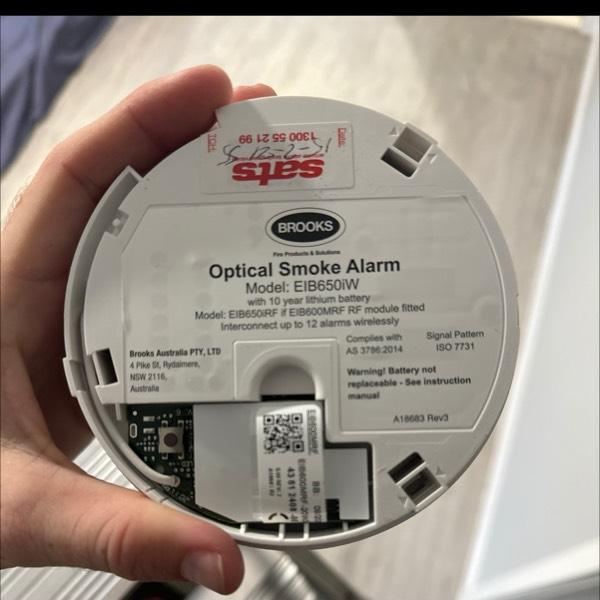 Date:
1300 55 21 99
sats
BROOKS
Fire Products & Solutions
Optical Smoke Alarm
Model: EIB650iW
with 10 year lithium battery
Model: EIB650iRF if EIB600MRF RF module fitted
Interconnect up to 12 alarms wirelessly
Brooks Australia PTY, LTD
4 Pike St, Rydalmere,
NSW 2116,
Australia
Complies with
AS 3786:2014
Signal Pattern
ISO 7731
Warning! Battery not
replaceable - See instruction
manual
A18683 Rev3
EIB600MRF